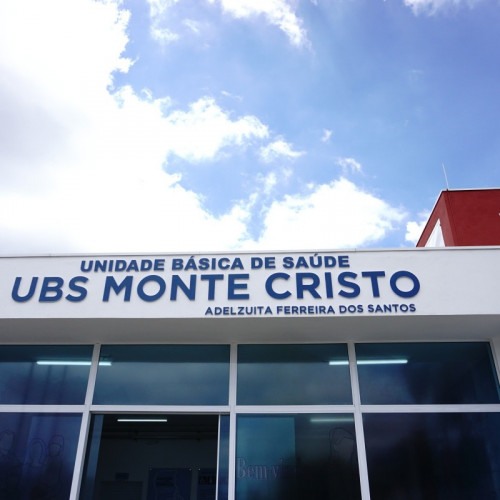 UNIDADE BÁSICA DE SAÚDE
UBS MONTE CRISTO
ADELZUITA FERREIRA DOS SANTOS